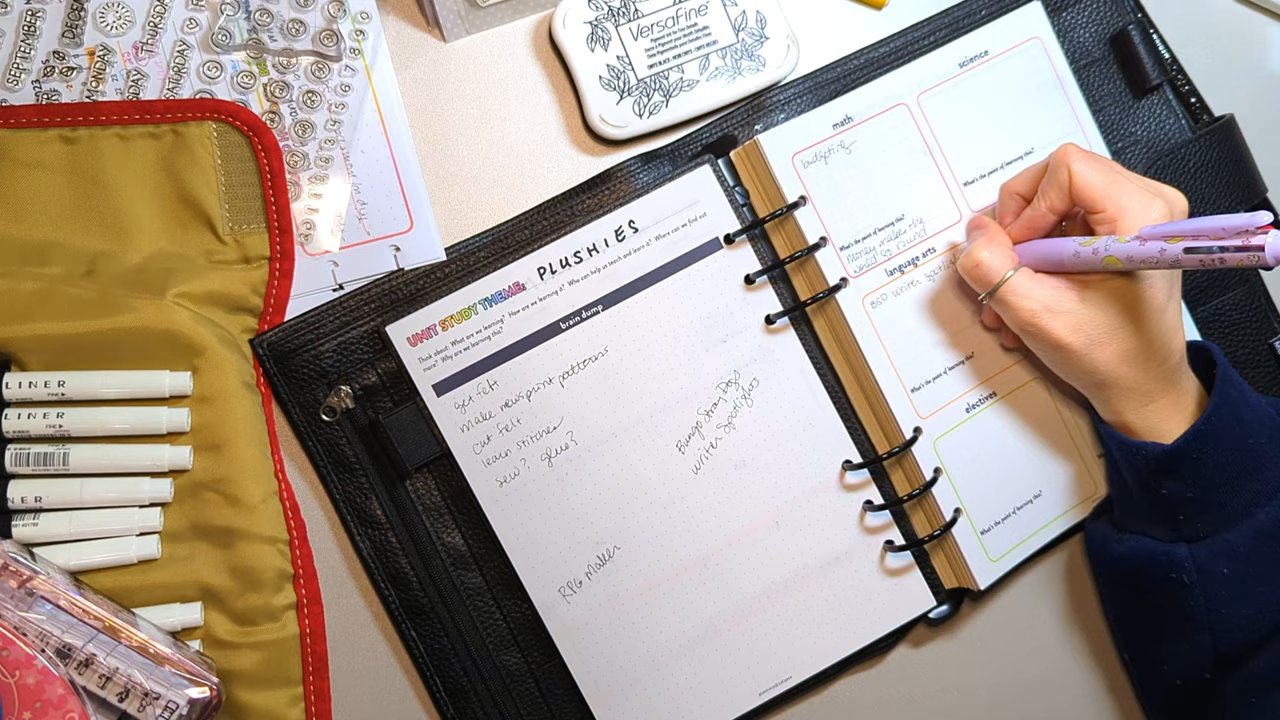 SEPTEMBER
DECEMBER
MONDAY
Thursday
SATURDAY
VERSAFINE
LINER
FINE
LINER
FINE
LINER
UNIT STUDY THEME: PLUSHIES
Think about: What are we learning? How are we learning it? Who can help us teach and learn it? Where can we find out
more? Why are we learning this?
brain dump
get felt
make newsprint patterns
cut felt
learn stitches
sew? glue?
Bungo Stray Dogs
writer spotlights
RPG Maker
math
budgeting
What's the point of learning this?
money makes the
world go round
science
What's the point of learning this?
language arts
BSD writer spotlight
What's the point of learning this?
electives
What's the point of learning this?